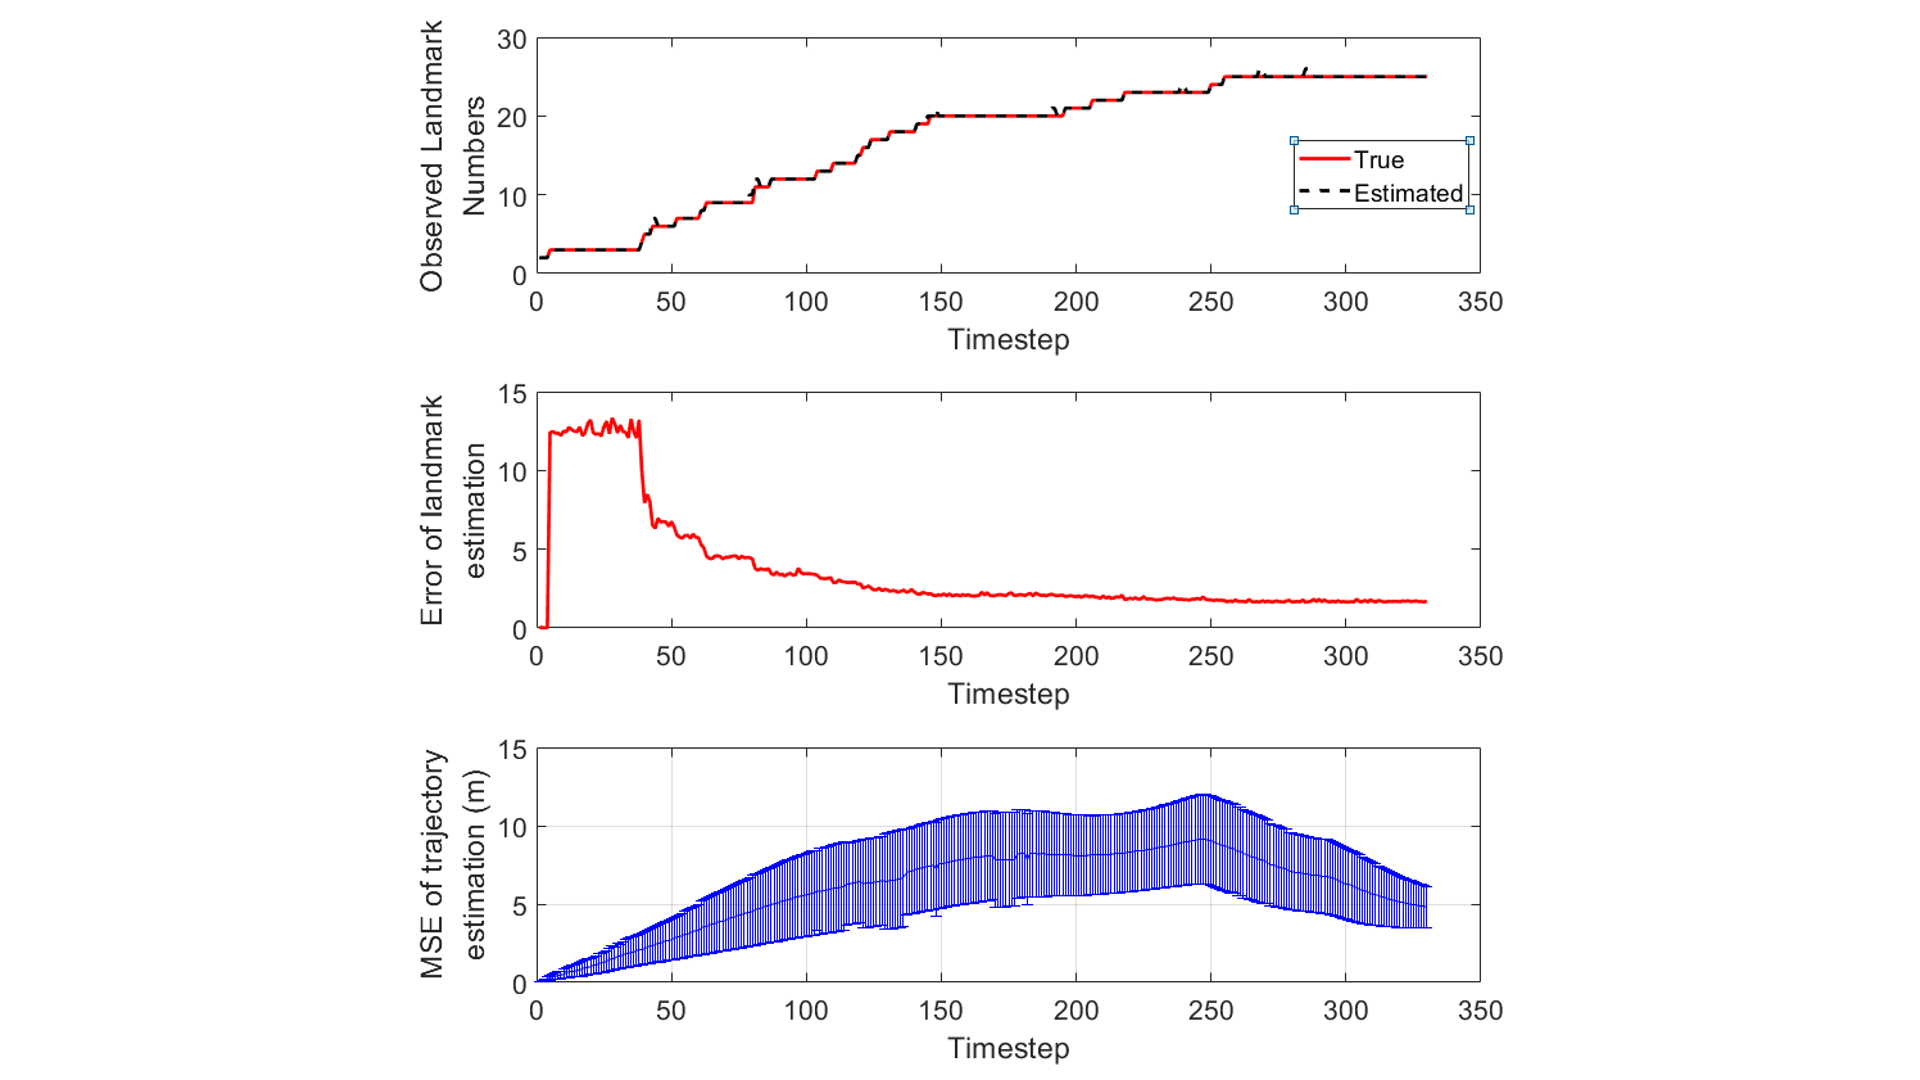 Observed Landmark
Numbers
30
20
10
0
0 50 100 150 200 250 300 350
Timestep
True
Estimated
Error of landmark
estimation
15
10
5
0
0 50 100 150 200 250 300 350
Timestep
MSE of trajectory
estimation (m)
15
10
5
0
0 50 100 150 200 250 300 350
Timestep